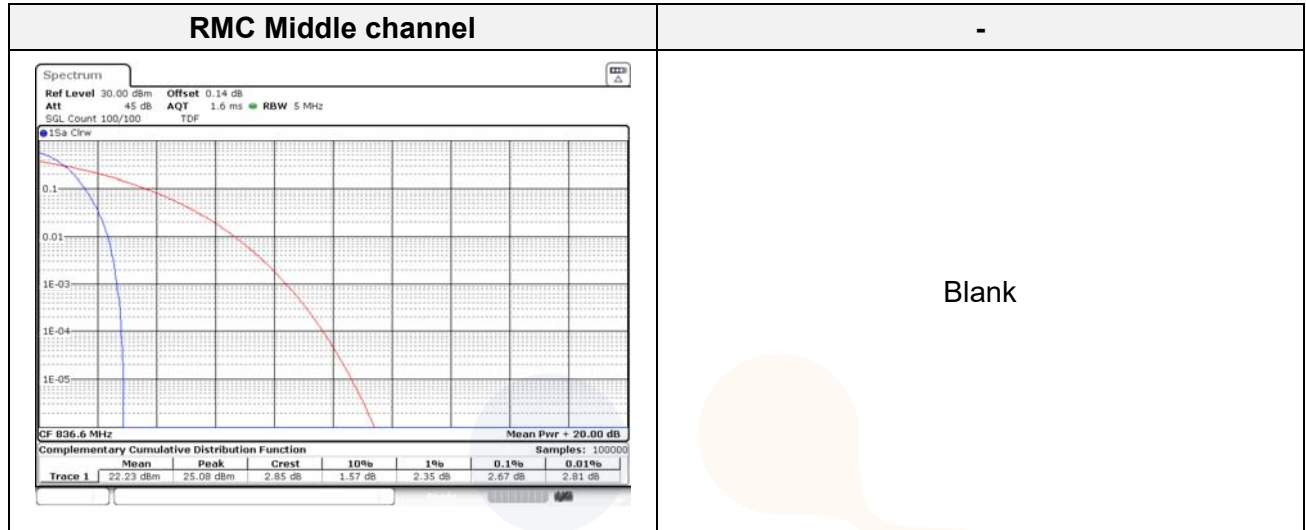 RMC Middle channel
-
Spectrum
Ref Level 30.00 dBm Offset 0.14 dB
Att 45 dB AQT 1.6 ms RBW 5 MHz
SGL Count 100/100 TDF
1Sa Clrw
0.1
0.01
1E-03
1E-04
1E-05
CF 836.6 MHz Mean Pwr + 20.00 dB
Complementary Cumulative Distribution Function Samples: 100000
Mean Peak Crest 10% 1% 0.1% 0.01%
Trace 1 22.23 dBm 25.08 dBm 2.85 dB 1.57 dB 2.35 dB 2.67 dB 2.81 dB
Blank